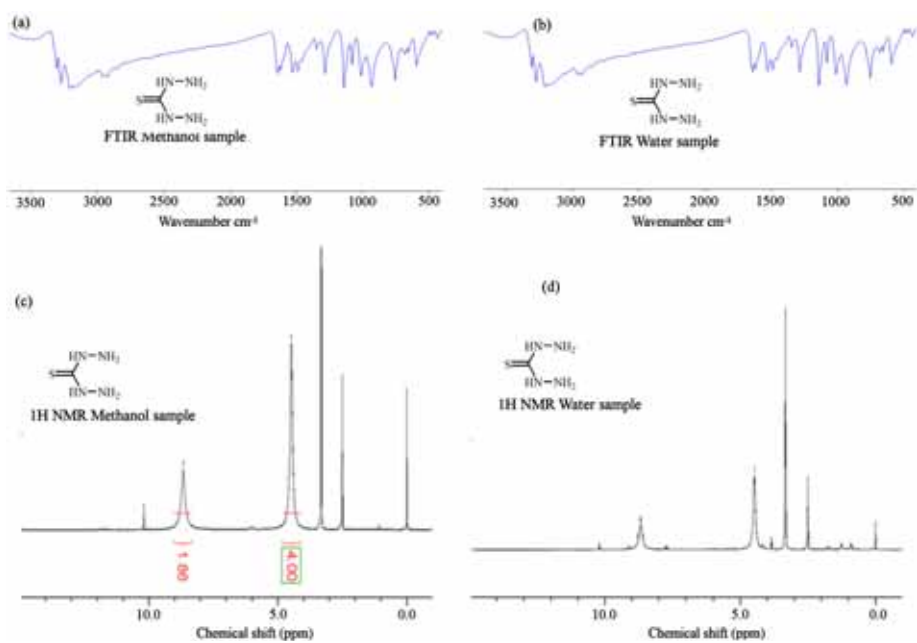 (a)
HN—NH2
S
HN—NH2
FTIR Methanol sample
3500 3000 2500 2000 1500 1000 500
Wavenumber cm-1
(b)
HN—NH2
S
HN—NH2
FTIR Water sample
3500 3000 2500 2000 1500 1000 500
Wavenumber cm-1
(c)
HN—NH2
S
HN—NH2
1H NMR Methanol sample
4.00
10.0 5.0 0.0
Chemical shift (ppm)
(d)
HN—NH2
S
HN—NH2
1H NMR Water sample
10.0 5.0 0.0
Chemical shift (ppm)